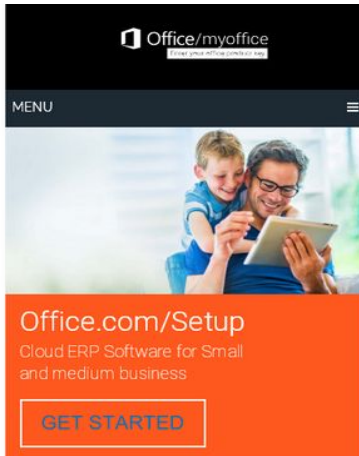 Office/myoffice
Enter your office product key
MENU
Office.com/Setup
Cloud ERP Software for Small
and medium business
GET STARTED